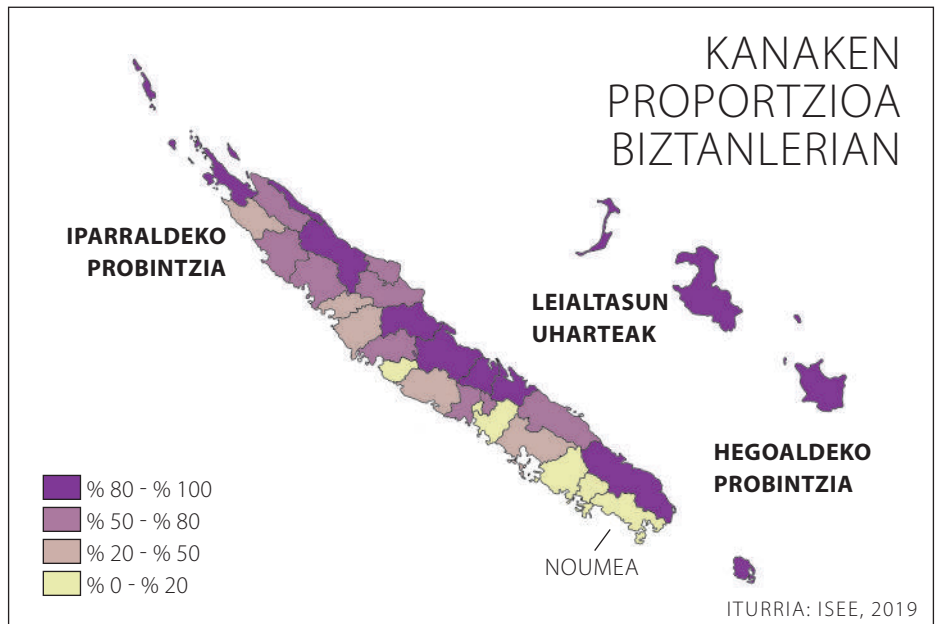 KANAKEN
PROPORTZIOA
BIZTANLERIAN
IPARRALDEKO
PROBINTZIA
LEIALTASUN
UHARTEAK
HEGOALDEKO
PROBINTZIA
% 80 - % 100
% 50 - % 80
% 20 - % 50
% 0 - % 20
NOUMEA
ITURRIA: ISEE, 2019